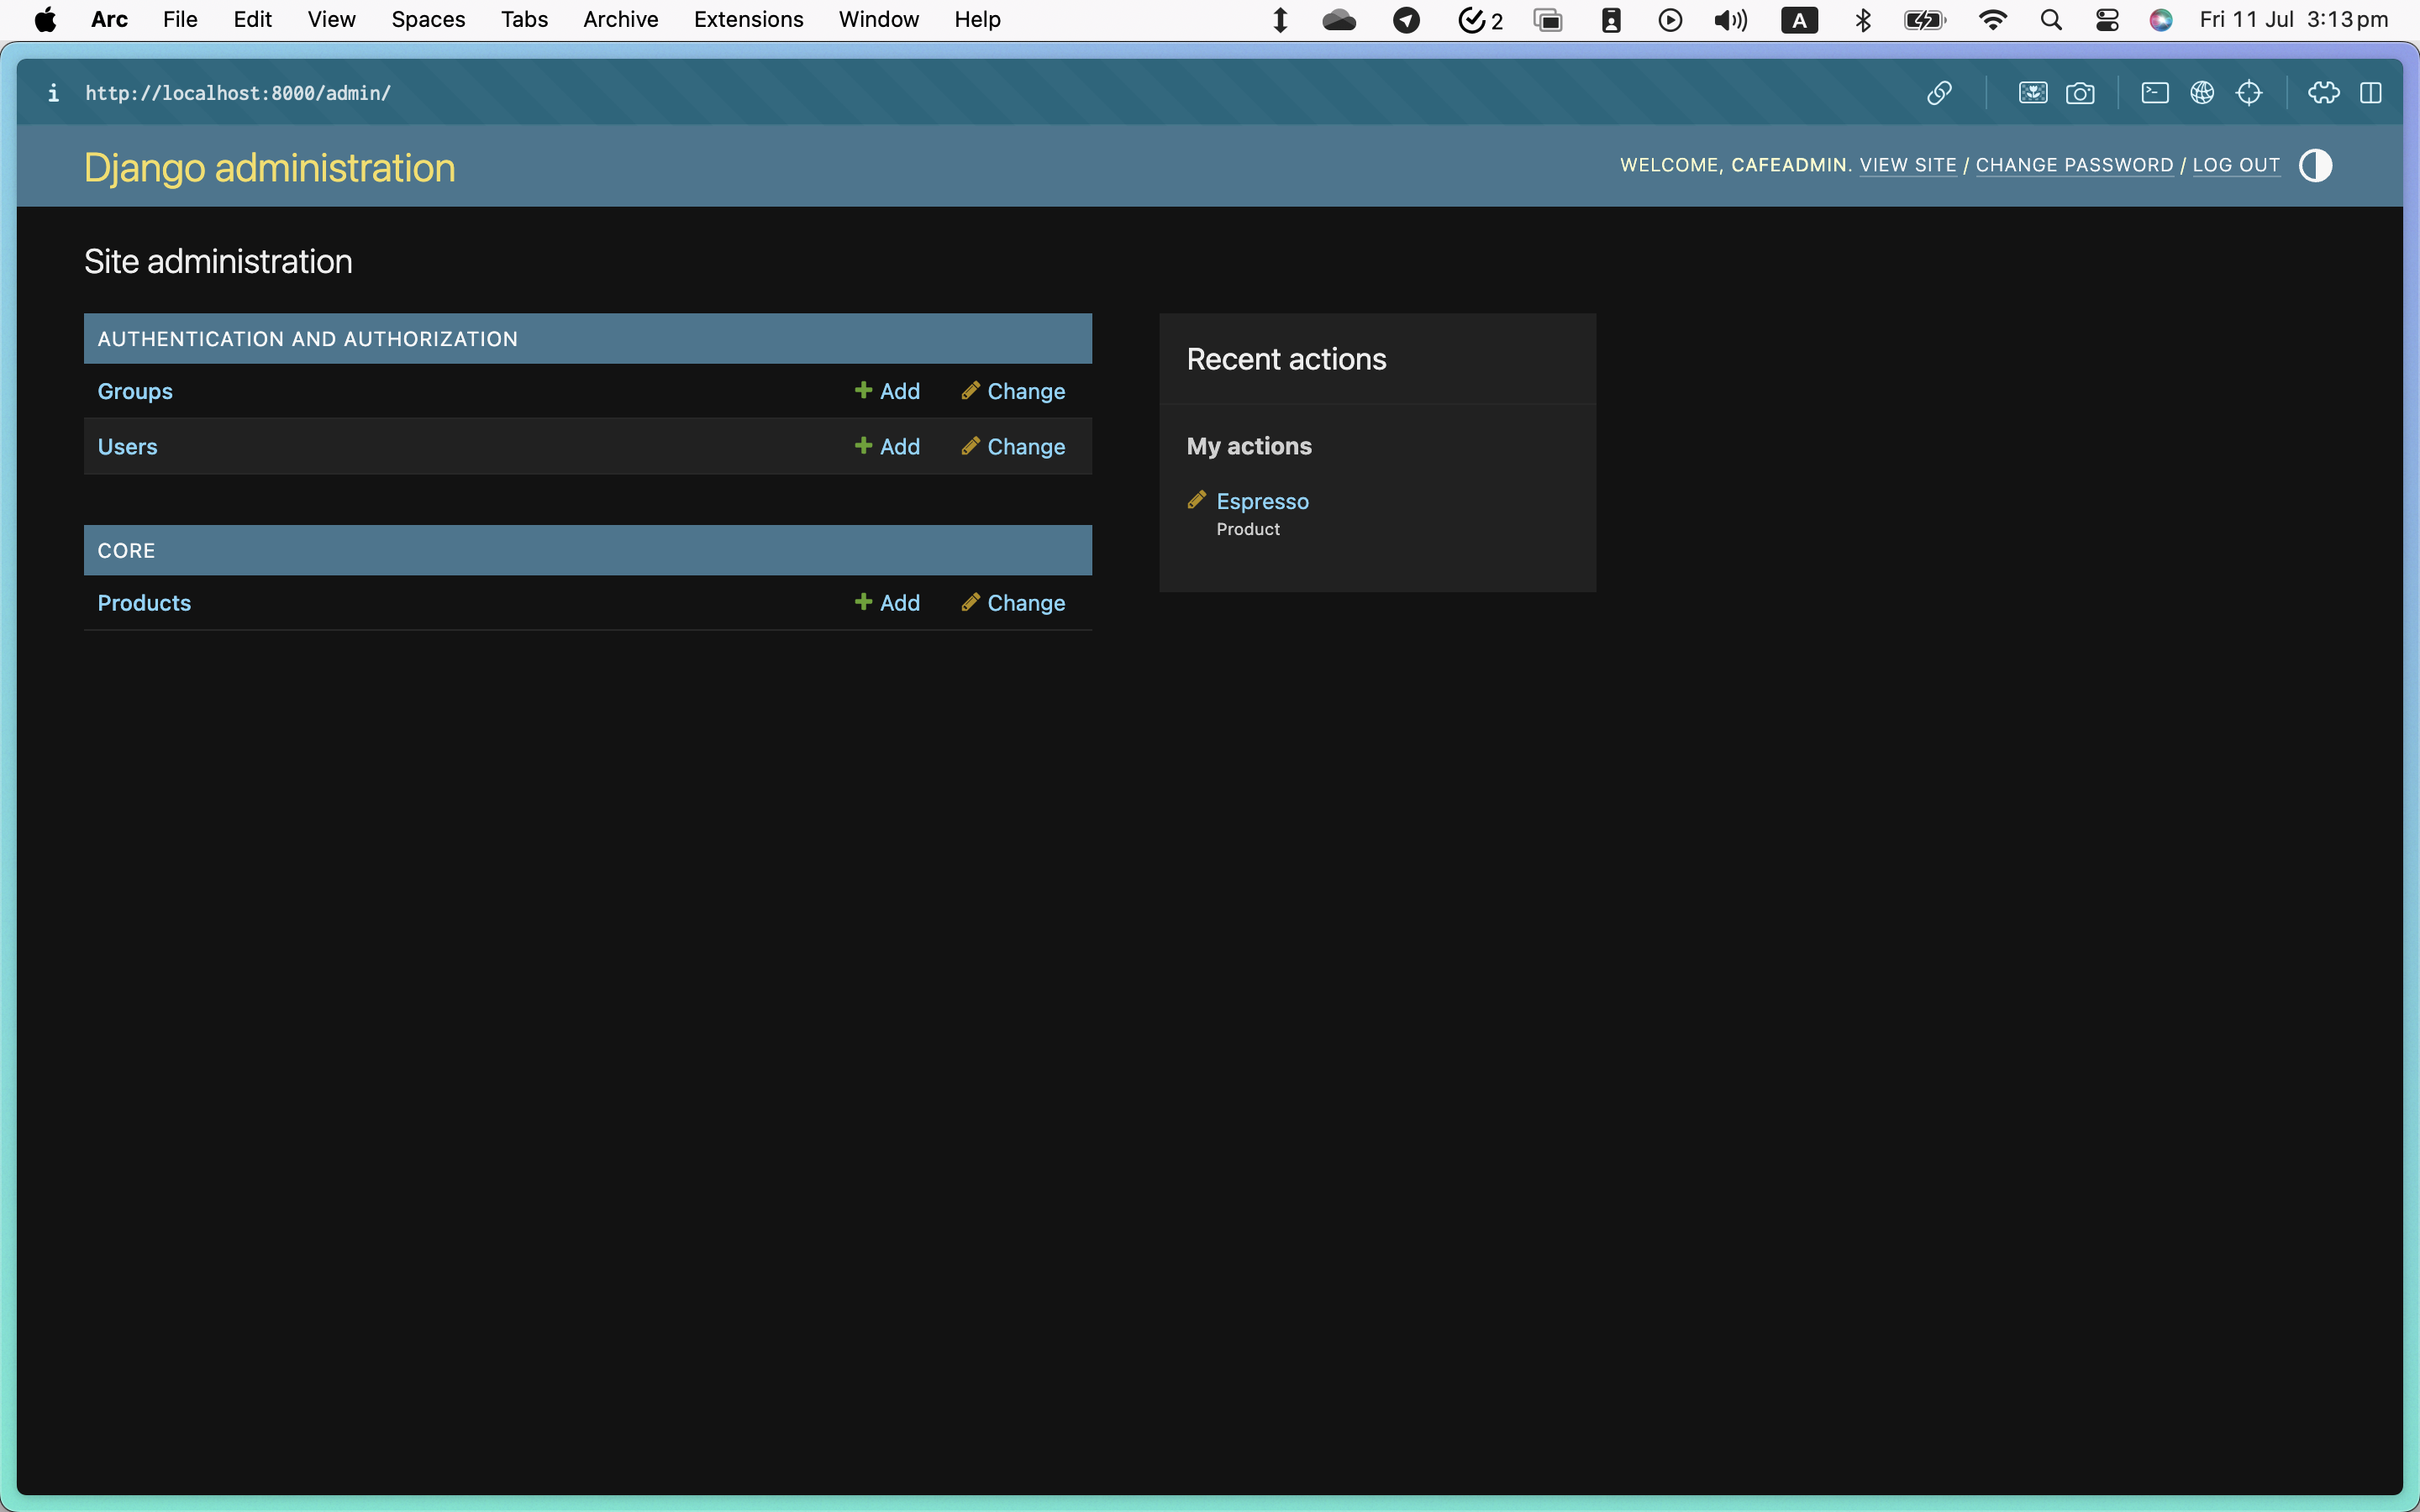 Arc File Edit View Spaces Tabs Archive Extensions Window Help 2 A Fri 11 Jul 3:13 pm
http://localhost:8000/admin/
Django administration
WELCOME, CAFEADMIN. VIEW SITE / CHANGE PASSWORD / LOG OUT
Site administration
AUTHENTICATION AND AUTHORIZATION
Groups Add Change
Users Add Change
CORE
Products Add Change
Recent actions
My actions
Espresso
Product